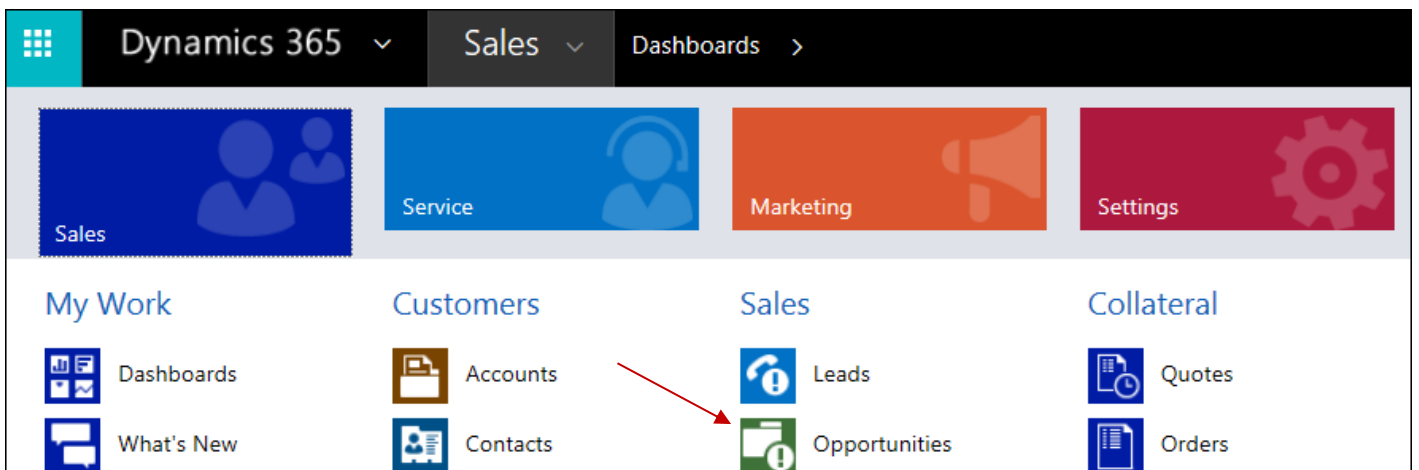 Dynamics 365 Sales Dashboards
Sales Service Marketing Settings
My Work Customers Sales Collateral
Dashboards Accounts Leads Quotes
What's New Contacts Opportunities Orders